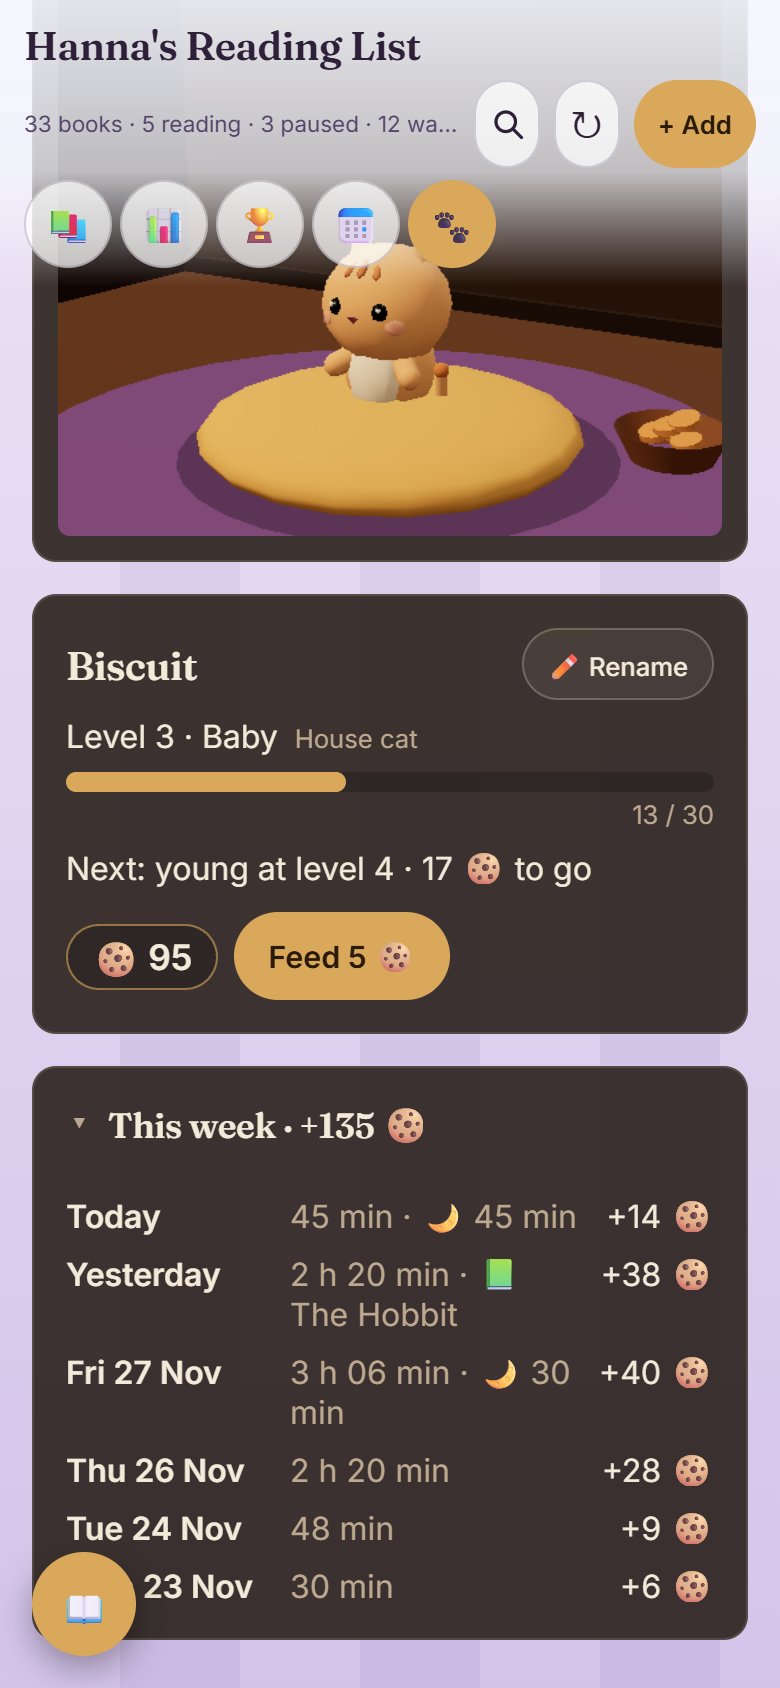 Hanna's Reading List
33 books · 5 reading · 3 paused · 12 wa...
+ Add
Biscuit
Rename
Level 3 · Baby House cat
13 / 30
Next: young at level 4 · 17 to go
95
Feed 5
This week · +135
Today 45 min · 45 min +14
Yesterday 2 h 20 min · +38
The Hobbit
Fri 27 Nov 3 h 06 min · 30 +40
min
Thu 26 Nov 2 h 20 min +28
Tue 24 Nov 48 min +9
23 Nov 30 min +6